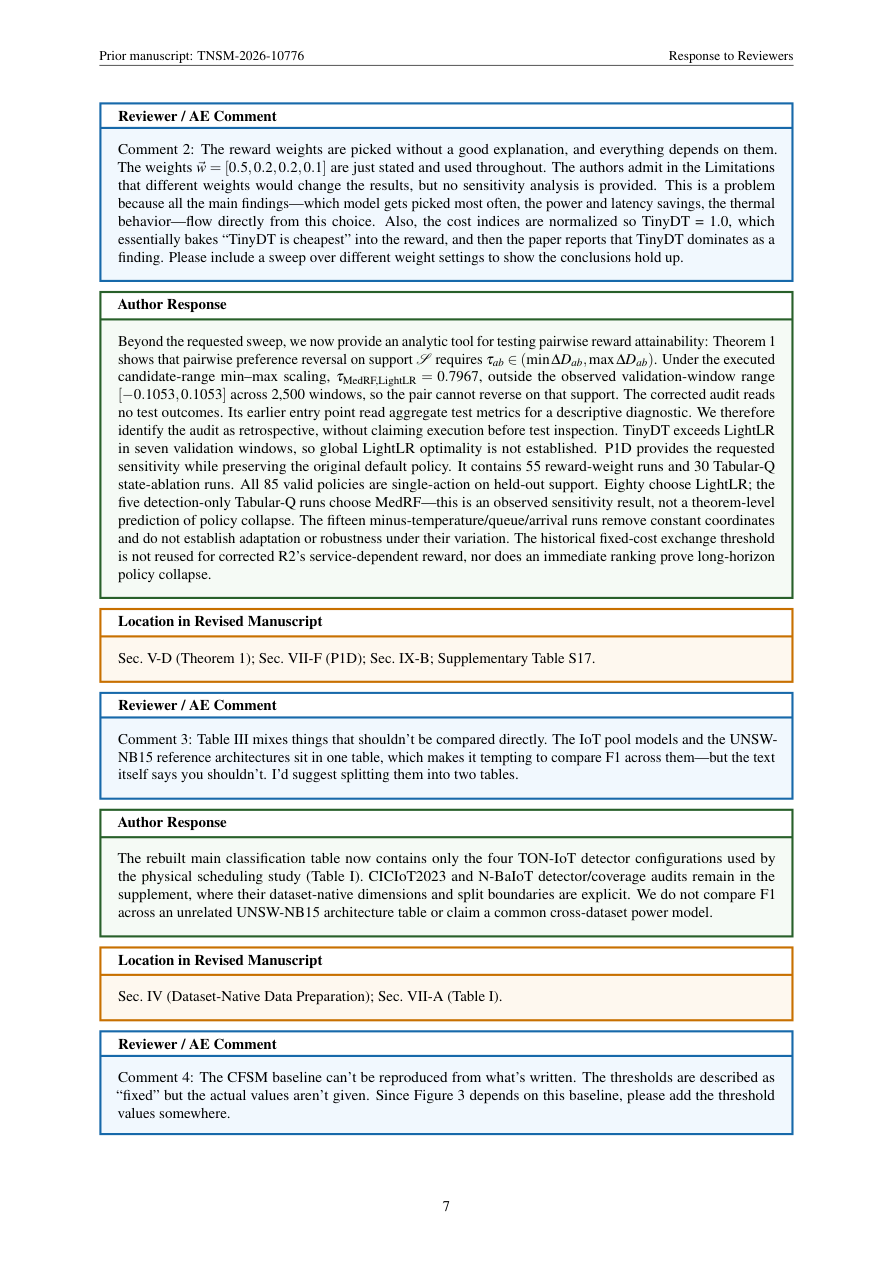 Prior manuscript: TNSM-2026-10776
Response to Reviewers
Reviewer / AE Comment
Comment 2: The reward weights are picked without a good explanation, and everything depends on them.
The weights w⃗ = [0.5,0.2,0.2,0.1] are just stated and used throughout. The authors admit in the Limitations
that different weights would change the results, but no sensitivity analysis is provided. This is a problem
because all the main findings—which model gets picked most often, the power and latency savings, the thermal
behavior—flow directly from this choice. Also, the cost indices are normalized so TinyDT = 1.0, which
essentially bakes “TinyDT is cheapest” into the reward, and then the paper reports that TinyDT dominates as a
finding. Please include a sweep over different weight settings to show the conclusions hold up.
Author Response
Beyond the requested sweep, we now provide an analytic tool for testing pairwise reward attainability: Theorem 1
shows that pairwise preference reversal on support 𝒮 requires τab ∈ (minΔDab, maxΔDab). Under the executed
candidate-range min–max scaling, τMedRF,LightLR = 0.7967, outside the observed validation-window range
[−0.1053,0.1053] across 2,500 windows, so the pair cannot reverse on that support. The corrected audit reads
no test outcomes. Its earlier entry point read aggregate test metrics for a descriptive diagnostic. We therefore
identify the audit as retrospective, without claiming execution before test inspection. TinyDT exceeds LightLR
in seven validation windows, so global LightLR optimality is not established. P1D provides the requested
sensitivity while preserving the original default policy. It contains 55 reward-weight runs and 30 Tabular-Q
state-ablation runs. All 85 valid policies are single-action on held-out support. Eighty choose LightLR; the
five detection-only Tabular-Q runs choose MedRF—this is an observed sensitivity result, not a theorem-level
prediction of policy collapse. The fifteen minus-temperature/queue/arrival runs remove constant coordinates
and do not establish adaptation or robustness under their variation. The historical fixed-cost exchange threshold
is not reused for corrected R2’s service-dependent reward, nor does an immediate ranking prove long-horizon
policy collapse.
Location in Revised Manuscript
Sec. V-D (Theorem 1); Sec. VII-F (P1D); Sec. IX-B; Supplementary Table S17.
Reviewer / AE Comment
Comment 3: Table III mixes things that shouldn’t be compared directly. The IoT pool models and the UNSW-
NB15 reference architectures sit in one table, which makes it tempting to compare F1 across them—but the text
itself says you shouldn’t. I’d suggest splitting them into two tables.
Author Response
The rebuilt main classification table now contains only the four TON-IoT detector configurations used by
the physical scheduling study (Table I). CICIoT2023 and N-BaIoT detector/coverage audits remain in the
supplement, where their dataset-native dimensions and split boundaries are explicit. We do not compare F1
across an unrelated UNSW-NB15 architecture table or claim a common cross-dataset power model.
Location in Revised Manuscript
Sec. IV (Dataset-Native Data Preparation); Sec. VII-A (Table I).
Reviewer / AE Comment
Comment 4: The CFSM baseline can’t be reproduced from what’s written. The thresholds are described as
“fixed” but the actual values aren’t given. Since Figure 3 depends on this baseline, please add the threshold
values somewhere.
7